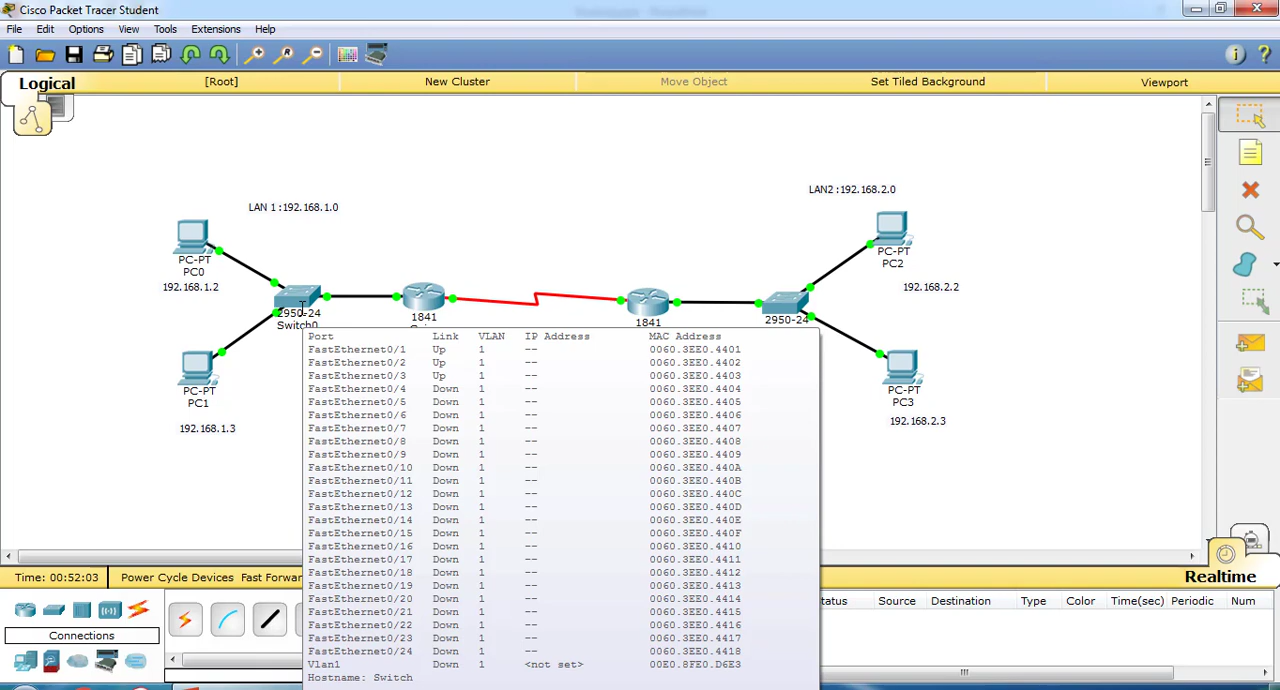 Cisco Packet Tracer Student
File Edit Options View Tools Extensions Help
Logical [Root] New Cluster Move Object Set Tiled Background Viewport
LAN2 :192.168.2.0
LAN 1 :192.168.1.0
PC-PT
PC0
192.168.1.2
PC-PT
PC2
192.168.2.2
2950-24
Switch0
1841
1841
2950-24
PC-PT
PC1
192.168.1.3
PC-PT
PC3
192.168.2.3
Port Link VLAN IP Address MAC Address
FastEthernet0/1 Up 1 -- 0060.3EE0.4401
FastEthernet0/2 Up 1 -- 0060.3EE0.4402
FastEthernet0/3 Up 1 -- 0060.3EE0.4403
FastEthernet0/4 Down 1 -- 0060.3EE0.4404
FastEthernet0/5 Down 1 -- 0060.3EE0.4405
FastEthernet0/6 Down 1 -- 0060.3EE0.4406
FastEthernet0/7 Down 1 -- 0060.3EE0.4407
FastEthernet0/8 Down 1 -- 0060.3EE0.4408
FastEthernet0/9 Down 1 -- 0060.3EE0.4409
FastEthernet0/10 Down 1 -- 0060.3EE0.440A
FastEthernet0/11 Down 1 -- 0060.3EE0.440B
FastEthernet0/12 Down 1 -- 0060.3EE0.440C
FastEthernet0/13 Down 1 -- 0060.3EE0.440D
FastEthernet0/14 Down 1 -- 0060.3EE0.440E
FastEthernet0/15 Down 1 -- 0060.3EE0.440F
FastEthernet0/16 Down 1 -- 0060.3EE0.4410
FastEthernet0/17 Down 1 -- 0060.3EE0.4411
FastEthernet0/18 Down 1 -- 0060.3EE0.4412
FastEthernet0/19 Down 1 -- 0060.3EE0.4413
FastEthernet0/20 Down 1 -- 0060.3EE0.4414
FastEthernet0/21 Down 1 -- 0060.3EE0.4415
FastEthernet0/22 Down 1 -- 0060.3EE0.4416
FastEthernet0/23 Down 1 -- 0060.3EE0.4417
FastEthernet0/24 Down 1 -- 0060.3EE0.4418
Vlan1 Down 1 <not set> 00E0.8FE0.D6E3
Hostname: Switch
Time: 00:52:03 Power Cycle Devices Fast Forwar
Realtime
Connections
tatus Source Destination Type Color Time(sec) Periodic Num